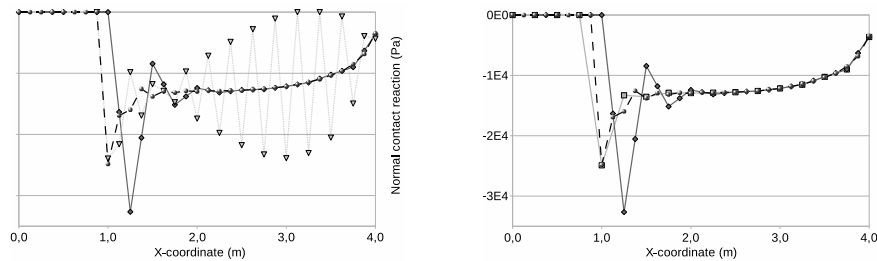 0,0 1,0 2,0 3,0 4,0
X-coordinate (m)
Normal contact reaction (Pa)
0E0
-1E4
-2E4
-3E4
0,0 1,0 2,0 3,0 4,0
X-coordinate (m)